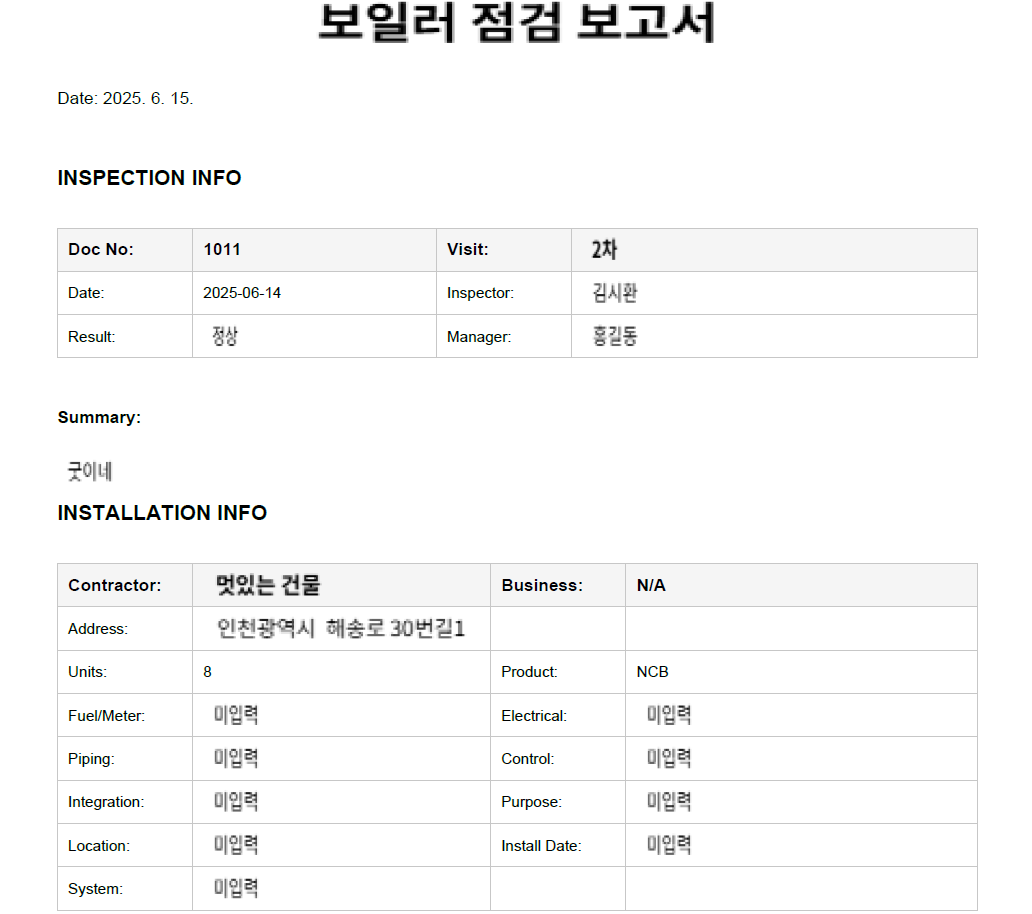 보일러 점검 보고서
Date: 2025. 6. 15.
INSPECTION INFO
Doc No: 1011 Visit: 2차
Date: 2025-06-14 Inspector: 김시환
Result: 정상 Manager: 홍길동
Summary:
굿이네
INSTALLATION INFO
Contractor: 멋있는 건물 Business: N/A
Address: 인천광역시 해송로 30번길1
Units: 8 Product: NCB
Fuel/Meter: 미입력 Electrical: 미입력
Piping: 미입력 Control: 미입력
Integration: 미입력 Purpose: 미입력
Location: 미입력 Install Date: 미입력
System: 미입력